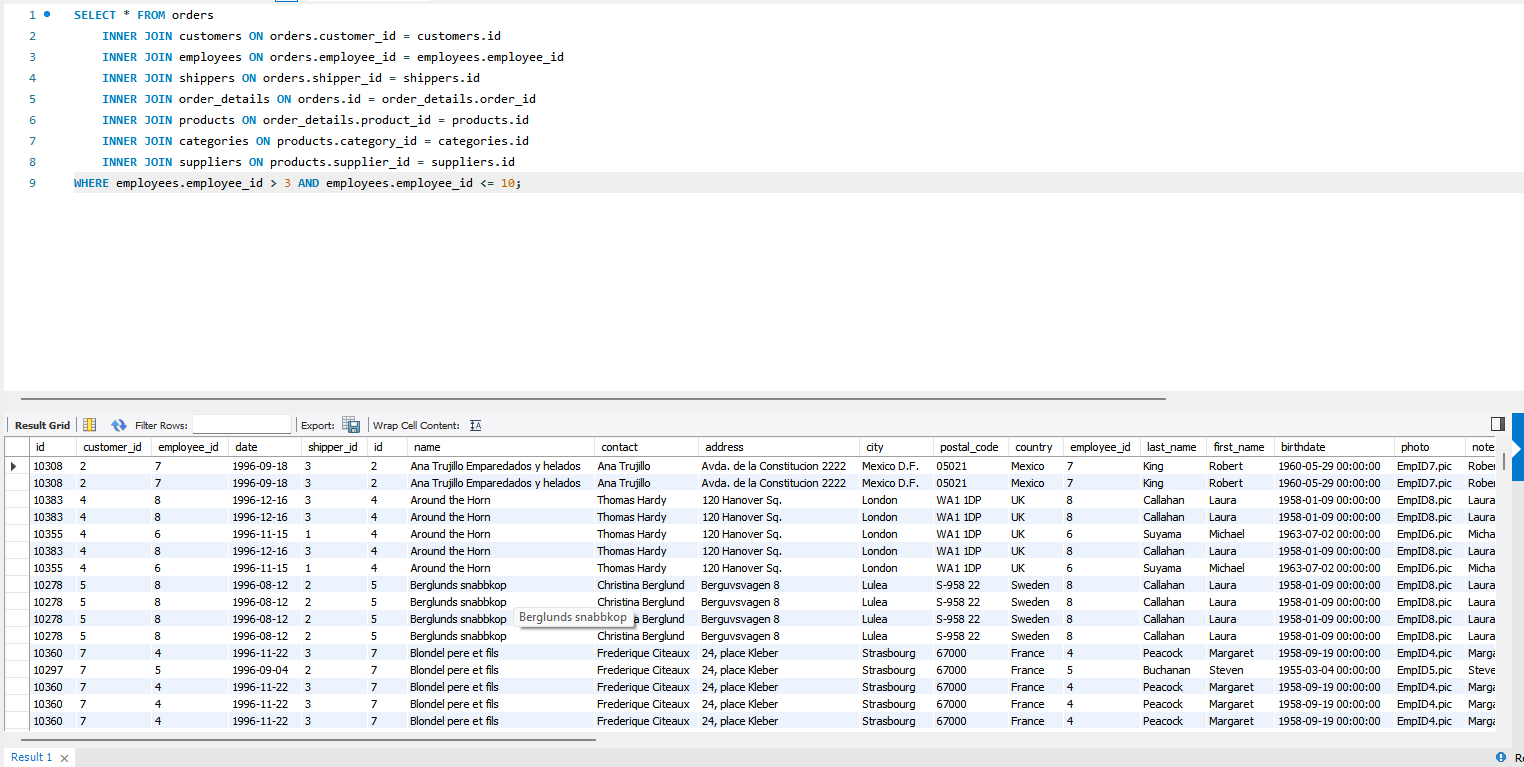 1 SELECT * FROM orders
2 INNER JOIN customers ON orders.customer_id = customers.id
3 INNER JOIN employees ON orders.employee_id = employees.employee_id
4 INNER JOIN shippers ON orders.shipper_id = shippers.id
5 INNER JOIN order_details ON orders.id = order_details.order_id
6 INNER JOIN products ON order_details.product_id = products.id
7 INNER JOIN categories ON products.category_id = categories.id
8 INNER JOIN suppliers ON products.supplier_id = suppliers.id
9 WHERE employees.employee_id > 3 AND employees.employee_id <= 10;
Result Grid Filter Rows: Export: Wrap Cell Content: IA
id customer_id employee_id date shipper_id id name contact address city postal_code country employee_id last_name first_name birthdate photo note
10308 2 7 1996-09-18 3 2 Ana Trujillo Emparedados y helados Ana Trujillo Avda. de la Constitucion 2222 Mexico D.F. 05021 Mexico 7 King Robert 1960-05-29 00:00:00 EmpID7.pic Rober
10308 2 7 1996-09-18 3 2 Ana Trujillo Emparedados y helados Ana Trujillo Avda. de la Constitucion 2222 Mexico D.F. 05021 Mexico 7 King Robert 1960-05-29 00:00:00 EmpID7.pic Rober
10383 4 8 1996-12-16 3 4 Around the Horn Thomas Hardy 120 Hanover Sq. London WA1 1DP UK 8 Callahan Laura 1958-01-09 00:00:00 EmpID8.pic Laura
10383 4 8 1996-12-16 3 4 Around the Horn Thomas Hardy 120 Hanover Sq. London WA1 1DP UK 8 Callahan Laura 1958-01-09 00:00:00 EmpID8.pic Laura
10355 4 6 1996-11-15 1 4 Around the Horn Thomas Hardy 120 Hanover Sq. London WA1 1DP UK 6 Suyama Michael 1963-07-02 00:00:00 EmpID6.pic Micha
10383 4 8 1996-12-16 3 4 Around the Horn Thomas Hardy 120 Hanover Sq. London WA1 1DP UK 8 Callahan Laura 1958-01-09 00:00:00 EmpID8.pic Laura
10355 4 6 1996-11-15 1 4 Around the Horn Thomas Hardy 120 Hanover Sq. London WA1 1DP UK 6 Suyama Michael 1963-07-02 00:00:00 EmpID6.pic Micha
10278 5 8 1996-08-12 2 5 Berglunds snabbkop Christina Berglund Berguvsvagen 8 Lulea S-958 22 Sweden 8 Callahan Laura 1958-01-09 00:00:00 EmpID8.pic Laura
10278 5 8 1996-08-12 2 5 Berglunds snabbkop Christina Berglund Berguvsvagen 8 Lulea S-958 22 Sweden 8 Callahan Laura 1958-01-09 00:00:00 EmpID8.pic Laura
10278 5 8 1996-08-12 2 5 Berglunds snabbkop Berglunds snabbkop Berglund Berguvsvagen 8 Lulea S-958 22 Sweden 8 Callahan Laura 1958-01-09 00:00:00 EmpID8.pic Laura
10278 5 8 1996-08-12 2 5 Berglunds snabbkop Christina Berglund Berguvsvagen 8 Lulea S-958 22 Sweden 8 Callahan Laura 1958-01-09 00:00:00 EmpID8.pic Laura
10360 7 4 1996-11-22 3 7 Blondel pere et fils Frederique Citeaux 24, place Kleber Strasbourg 67000 France 4 Peacock Margaret 1958-09-19 00:00:00 EmpID4.pic Marga
10297 7 5 1996-09-04 2 7 Blondel pere et fils Frederique Citeaux 24, place Kleber Strasbourg 67000 France 5 Buchanan Steven 1955-03-04 00:00:00 EmpID5.pic Steve
10360 7 4 1996-11-22 3 7 Blondel pere et fils Frederique Citeaux 24, place Kleber Strasbourg 67000 France 4 Peacock Margaret 1958-09-19 00:00:00 EmpID4.pic Marga
10360 7 4 1996-11-22 3 7 Blondel pere et fils Frederique Citeaux 24, place Kleber Strasbourg 67000 France 4 Peacock Margaret 1958-09-19 00:00:00 EmpID4.pic Marga
10360 7 4 1996-11-22 3 7 Blondel pere et fils Frederique Citeaux 24, place Kleber Strasbourg 67000 France 4 Peacock Margaret 1958-09-19 00:00:00 EmpID4.pic Marga
Result 1 Re